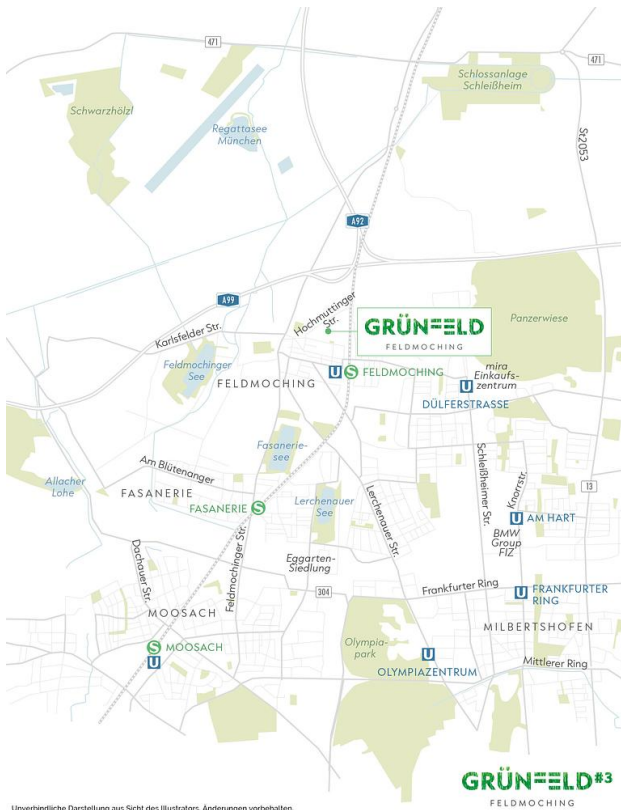 471
471
Schlossanlage
Schleißheim
Schwarzhölzl
Regattasee
München
St2053
A92
A99
Hochmuttinger
Str.
GRÜNFELD
FELDMOCHING
Panzerwiese
Karlsfelder Str.
Feldmochinger
See
FELDMOCHING
U S FELDMOCHING
mira
Einkaufs-
zentrum
U
DÜLFERSTRASSE
Fasanerie-
see
Am Blütenanger
Allacher
Lohe
FASANERIE
FASANERIE S
Lerchenauer
See
Lerchenauer Str.
Schleißheimer Str.
Knorrstr.
13
U AM HART
BMW
Group
FIZ
Dachauer Str.
Feldmochinger Str.
Eggarten-
Siedlung
304
Frankfurter Ring
U FRANKFURTER
RING
MOOSACH
MILBERTSHOFEN
S MOOSACH
U
Olympia-
park
U
OLYMPIAZENTRUM
Mittlerer Ring
GRÜNFELD#3
FELDMOCHING
Unverbindliche Darstellung aus Sicht des Illustrators. Änderungen vorbehalten.